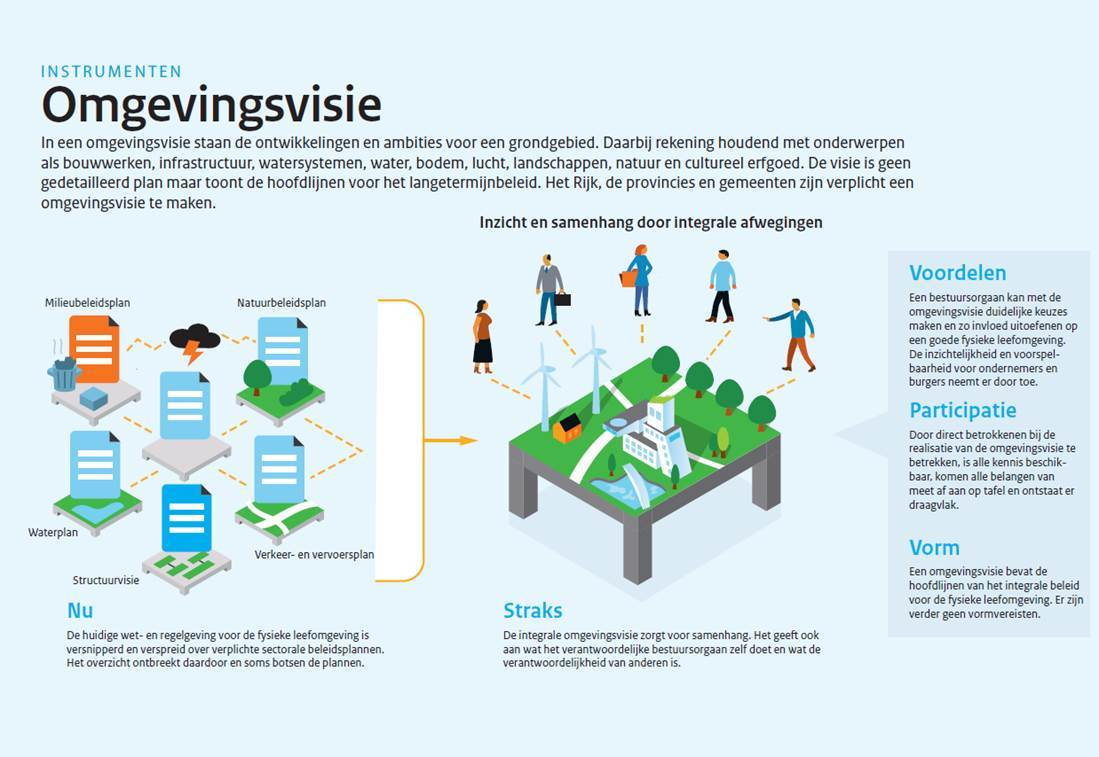 INSTRUMENTEN
Omgevingsvisie
In een omgevingsvisie staan de ontwikkelingen en ambities voor een grondgebied. Daarbij rekening houdend met onderwerpen
als bouwwerken, infrastructuur, watersystemen, water, bodem, lucht, landschappen, natuur en cultureel erfgoed. De visie is geen
gedetailleerd plan maar toont de hoofdlijnen voor het langetermijnbeleid. Het Rijk, de provincies en gemeenten zijn verplicht een
omgevingsvisie te maken.
Milieubeleidsplan
Natuurbeleidsplan
Waterplan
Verkeer- en vervoersplan
Structuurvisie
Nu
De huidige wet- en regelgeving voor de fysieke leefomgeving is
versnipperd en verspreid over verplichte sectorale beleidsplannen.
Het overzicht ontbreekt daardoor en soms botsen de plannen.
Inzicht en samenhang door integrale afwegingen
Straks
De integrale omgevingsvisie zorgt voor samenhang. Het geeft ook
aan wat het verantwoordelijke bestuursorgaan zelf doet en wat de
verantwoordelijkheid van anderen is.
Voordelen
Een bestuursorgaan kan met de
omgevingsvisie duidelijke keuzes
maken en zo invloed uitoefenen op
een goede fysieke leefomgeving.
De inzichtelijkheid en voorspel-
baarheid voor ondernemers en
burgers neemt er door toe.
Participatie
Door direct betrokkenen bij de
realisatie van de omgevingsvisie te
betrekken, is alle kennis beschik-
baar, komen alle belangen van
meet af aan op tafel en ontstaat er
draagvlak.
Vorm
Een omgevingsvisie bevat de
hoofdlijnen van het integrale beleid
voor de fysieke leefomgeving. Er zijn
verder geen vormvereisten.